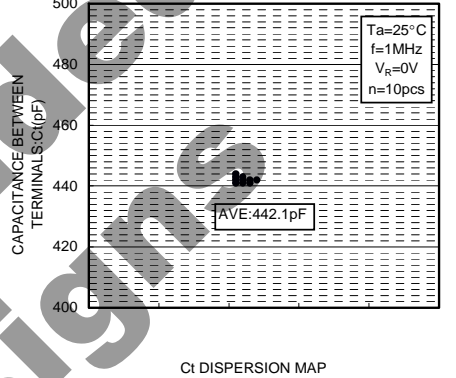 500
480
460
440
420
400
CAPACITANCE BETWEEN
TERMINALS:Ct(pF)
Ta=25°C
f=1MHz
VR=0V
n=10pcs
AVE:442.1pF
Ct DISPERSION MAP